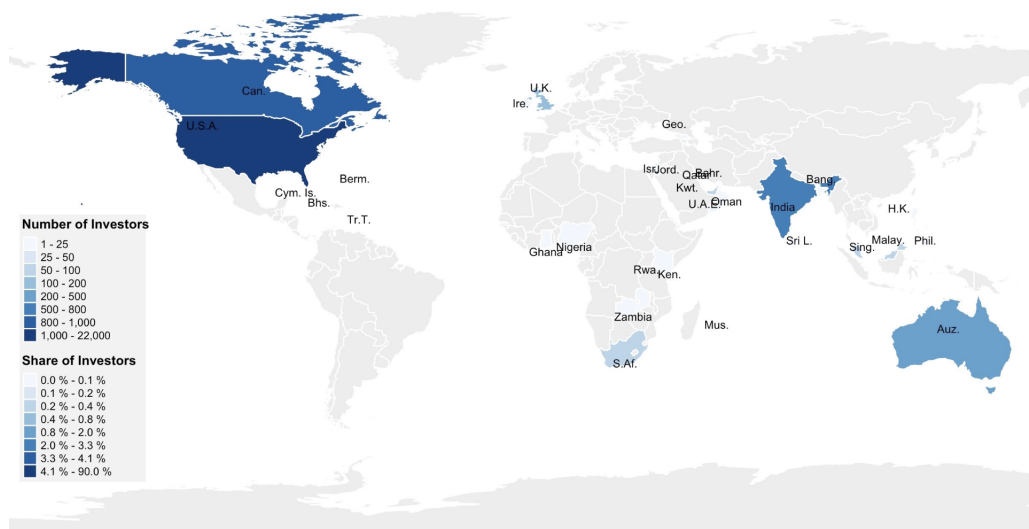 U.K.
Can.
Ire.
Geo.
U.S.A.
Isr.
Jord.
Bahr.
Qatar
Berm.
Bang.
Kwt.
Cym. Is.
Bhs.
U.A.E.
Oman
India
H.K.
Tr.T.
Number of Investors
1 - 25
25 - 50
50 - 100
100 - 200
200 - 500
500 - 800
800 - 1,000
1,000 - 22,000
Ghana
Nigeria
Sri L.
Sing.
Malay.
Phil.
Rwa.
Ken.
Zambia
Mus.
Auz.
S.Af.
Share of Investors
0.0 % - 0.1 %
0.1 % - 0.2 %
0.2 % - 0.4 %
0.4 % - 0.8 %
0.8 % - 2.0 %
2.0 % - 3.3 %
3.3 % - 4.1 %
4.1 % - 90.0 %